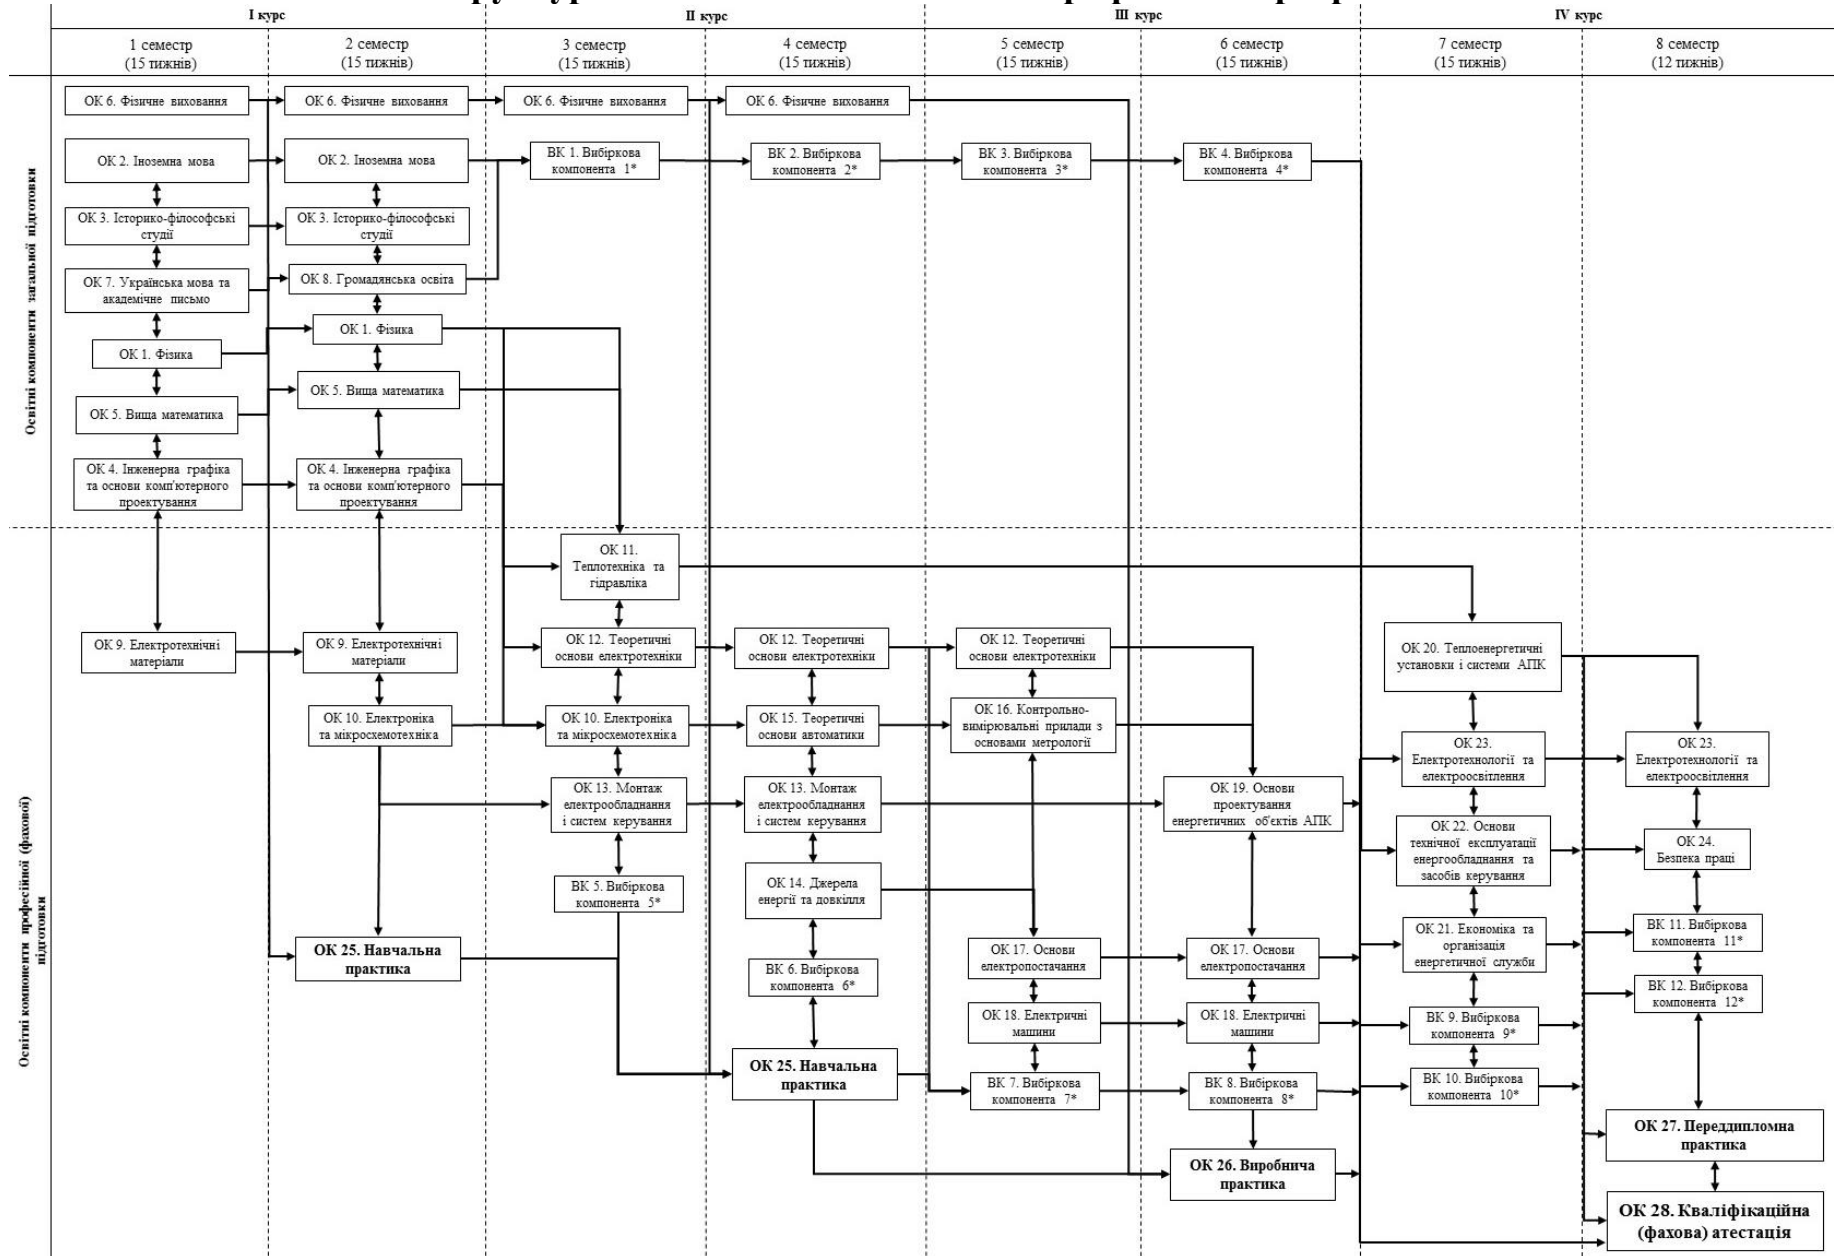 І курс
ІІ курс
ІІІ курс
IV курс
1 семестр
(15 тижнів)
2 семестр
(15 тижнів)
3 семестр
(15 тижнів)
4 семестр
(15 тижнів)
5 семестр
(15 тижнів)
6 семестр
(15 тижнів)
7 семестр
(15 тижнів)
8 семестр
(12 тижнів)
Освітні компоненти загальної підготовки
ОК 6. Фізичне виховання
ОК 6. Фізичне виховання
ОК 6. Фізичне виховання
ОК 6. Фізичне виховання
ОК 2. Іноземна мова
ОК 2. Іноземна мова
ВК 1. Вибіркова
компонента 1*
ВК 2. Вибіркова
компонента 2*
ВК 3. Вибіркова
компонента 3*
ВК 4. Вибіркова
компонента 4*
ОК 3. Історико-філософські
студії
ОК 3. Історико-філософські
студії
ОК 7. Українська мова та
академічне письмо
ОК 8. Громадянська освіта
ОК 1. Фізика
ОК 1. Фізика
ОК 5. Вища математика
ОК 5. Вища математика
ОК 4. Інженерна графіка
та основи комп'ютерного
проектування
ОК 4. Інженерна графіка
та основи комп'ютерного
проектування
Освітні компоненти професійної (фахової)
підготовки
ОК 11.
Теплотехніка та
гідравліка
ОК 9. Електротехнічні
матеріали
ОК 9. Електротехнічні
матеріали
ОК 12. Теоретичні
основи електротехніки
ОК 12. Теоретичні
основи електротехніки
ОК 12. Теоретичні
основи електротехніки
ОК 20. Теплоенергетичні
установки і системи АПК
ОК 10. Електроніка
та мікросхемотехніка
ОК 10. Електроніка
та мікросхемотехніка
ОК 15. Теоретичні
основи автоматики
ОК 16. Контрольно-
вимірювальні прилади з
основами метрології
ОК 23.
Електротехнології та
електроосвітлення
ОК 23.
Електротехнології та
електроосвітлення
ОК 13. Монтаж
електрообладнання
і систем керування
ОК 13. Монтаж
електрообладнання
і систем керування
ОК 19. Основи
проектування
енергетичних об'єктів АПК
ОК 22. Основи
технічної експлуатації
енергообладнання та
засобів керування
ОК 24.
Безпека праці
ВК 5. Вибіркова
компонента 5*
ОК 14. Джерела
енергії та довкілля
ОК 25. Навчальна
практика
ВК 6. Вибіркова
компонента 6*
ОК 17. Основи
електропостачання
ОК 17. Основи
електропостачання
ОК 21. Економіка та
організація
енергетичної служби
ВК 11. Вибіркова
компонента 11*
ВК 12. Вибіркова
компонента 12*
ОК 18. Електричні
машини
ОК 18. Електричні
машини
ВК 9. Вибіркова
компонента 9*
ОК 25. Навчальна
практика
ВК 7. Вибіркова
компонента 7*
ВК 8. Вибіркова
компонента 8*
ВК 10. Вибіркова
компонента 10*
ОК 27. Переддипломна
практика
ОК 26. Виробнича
практика
ОК 28. Кваліфікаційна
(фахова) атестація